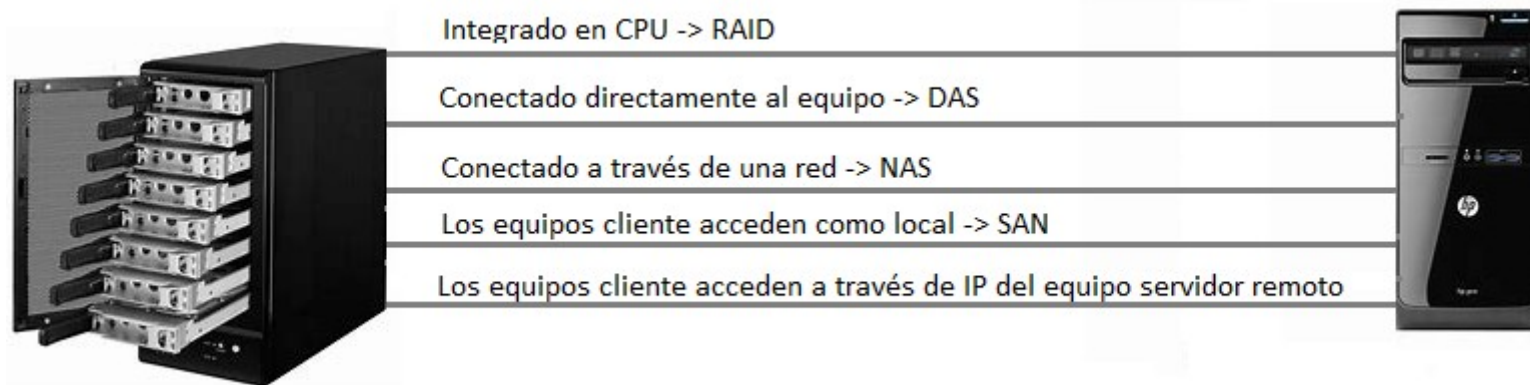 Integrado en CPU -> RAID
Conectado directamente al equipo -> DAS
Conectado a través de una red -> NAS
Los equipos cliente acceden como local -> SAN
Los equipos cliente acceden a través de IP del equipo servidor remoto
hp